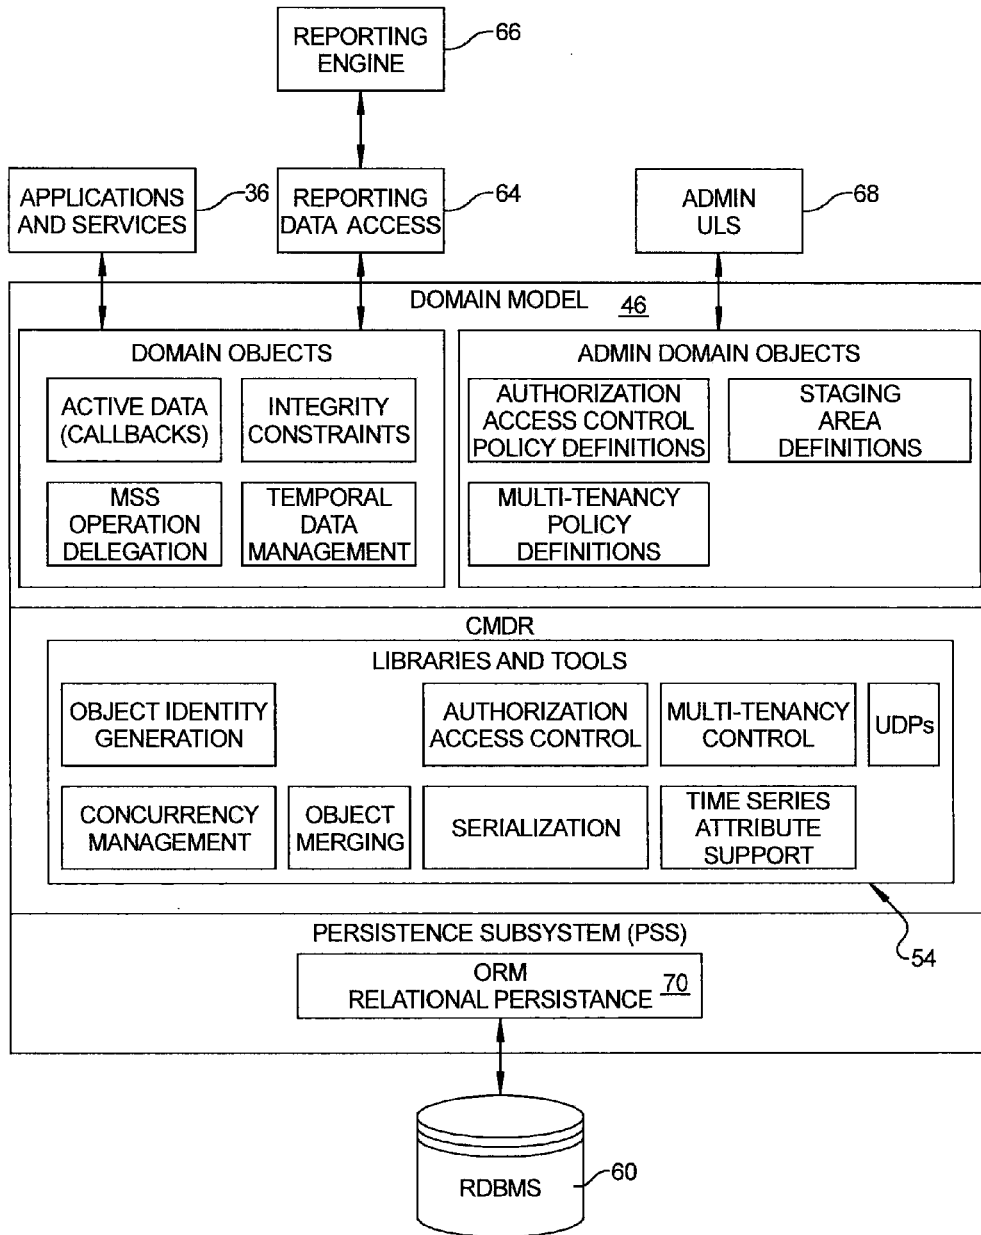 REPORTING
ENGINE
66
APPLICATIONS
AND SERVICES
36
REPORTING
DATA ACCESS
64
ADMIN
ULS
68
DOMAIN MODEL 46
DOMAIN OBJECTS
ACTIVE DATA
(CALLBACKS)
INTEGRITY
CONSTRAINTS
MSS
OPERATION
DELEGATION
TEMPORAL
DATA
MANAGEMENT
ADMIN DOMAIN OBJECTS
AUTHORIZATION
ACCESS CONTROL
POLICY DEFINITIONS
STAGING
AREA
DEFINITIONS
MULTI-TENANCY
POLICY
DEFINITIONS
CMDR
LIBRARIES AND TOOLS
OBJECT IDENTITY
GENERATION
AUTHORIZATION
ACCESS CONTROL
MULTI-TENANCY
CONTROL
UDPs
CONCURRENCY
MANAGEMENT
OBJECT
MERGING
SERIALIZATION
TIME SERIES
ATTRIBUTE
SUPPORT
54
PERSISTENCE SUBSYSTEM (PSS)
ORM
RELATIONAL PERSISTANCE 70
RDBMS
60